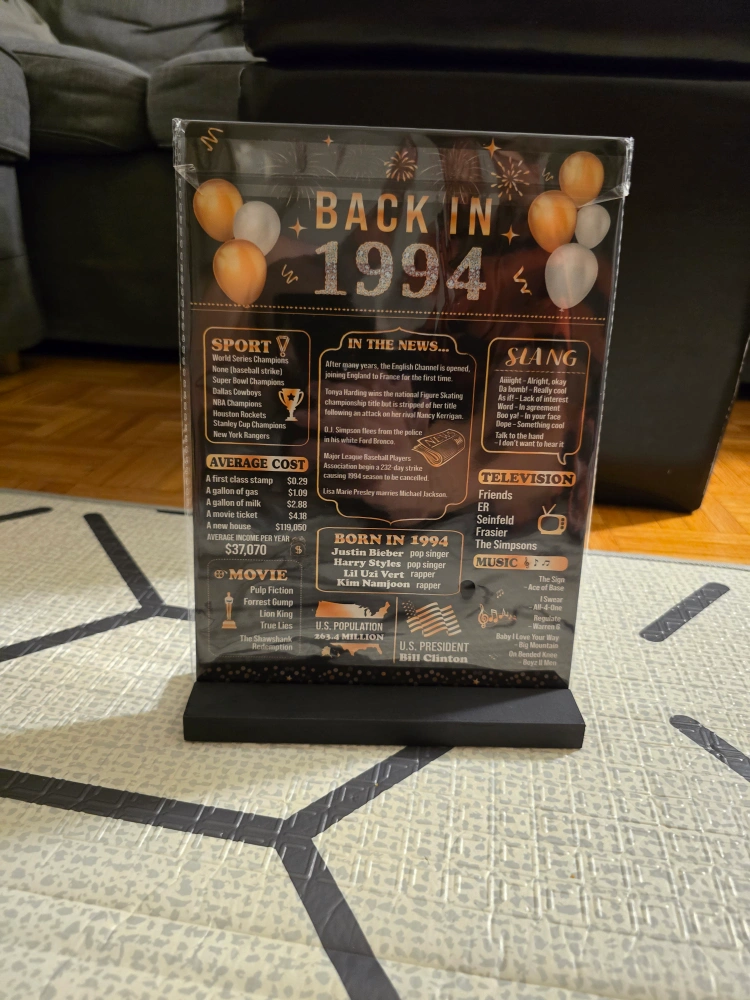 BACK IN
1994
SPORT
World Series Champions
None (baseball strike)
Super Bowl Champions
Dallas Cowboys
NBA Champions
Houston Rockets
Stanley Cup Champions
New York Rangers
AVERAGE COST
A first class stamp $0.29
A gallon of gas $1.09
A gallon of milk $2.88
A movie ticket $4.18
A new house $119,050
AVERAGE INCOME PER YEAR
$37,070 $
MOVIE
Pulp Fiction
Forrest Gump
Lion King
True Lies
The Shawshank
Redemption
IN THE NEWS...
After many years, the English Channel is opened,
joining England to France for the first time.
Tonya Harding wins the national Figure Skating
championship title but is stripped of her title
following an attack on her rival Nancy Kerrigan.
O.J. Simpson flees from the police
in his white Ford Bronco.
NEWS
Major League Baseball Players
Association begin a 232-day strike
causing 1994 season to be cancelled.
Lisa Marie Presley marries Michael Jackson.
BORN IN 1994
Justin Bieber pop singer
Harry Styles pop singer
Lil Uzi Vert rapper
Kim Namjoon rapper
U.S. POPULATION
263.4 MILLION
U.S. PRESIDENT
Bill Clinton
SLANG
Aiiight - Alright, okay
Da bomb! - Really cool
As if! - Lack of interest
Word - In agreement
Boo ya! - In your face
Dope - Something cool
Talk to the hand
- I don't want to hear it
TELEVISION
Friends
ER
Seinfeld
Frasier
The Simpsons
MUSIC
The Sign
- Ace of Base
I Swear
- All-4-One
Regulate
- Warren G
Baby I Love Your Way
- Big Mountain
On Bended Knee
- Boyz II Men